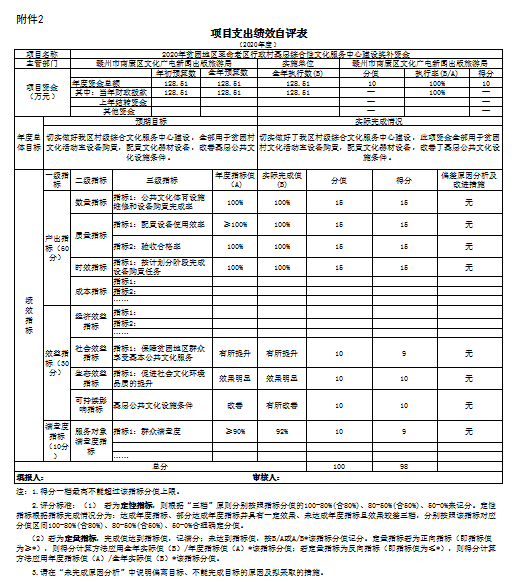 附件2
项目支出绩效自评表
（2020年度）
项目名称 2020年贫困地区革命老区行政村基层综合性文化服务中心建设奖补资金
主管部门 赣州市南康区文化广电新闻出版旅游局 实施单位 赣州市南康区文化广电新闻出版旅游局
项目资金（万元） 年初预算数 全年预算数 全年执行数(B) 分值 执行率(B/A) 得分
年度资金总额 128.51 128.51 128.51 10 100% 10
其中：当年财政拨款 128.51 128.51 128.51 — 100% —
上年结转资金 — —
其他资金 — —
年度总体目标 预期目标 实际完成情况
切实做好了我区村级综合文化服务中心建设，全部用于贫困村文化活动室设备购置，配置文化器材设备，改善基层公共文化设施条件。
切实做好了我区村级综合文化服务中心建设，此项资金全部用于贫困村文化活动室设备购置，配置文化器材设备，改善了基层公共文化设施条件。
绩效指标 一级指标 二级指标 三级指标 年度指标值(A) 实际完成值(B) 分值 得分 偏差原因分析及改进措施
产出指标（60分） 数量指标 指标1：公共文化体育设施维修和设备购置完成率 100% 100% 15 15 无
质量指标 指标1：配置设备使用效率 ≥100% 100% 15 15 无
指标2：验收合格率 100% 100% 15 15 无
时效指标 指标1：按计划分阶段完成设备购置任务 100% 100% 15 15 无
成本指标 指标1：
指标2：
……
效益指标（30分） 经济效益指标 指标1：
指标2：
……
社会效益指标 指标1：保障贫困地区群众享受基本公共文化服务 有所提升 有所提升 10 9 无
生态效益指标 指标1：促进社会文化环境品质的提升 效果明显 效果明显 10 10 无
可持续影响指标 基层公共文化设施条件 改善 有所改善 10 10 无
满意度指标（10分） 服务对象满意度指标 指标1：群众满意度 ≥90% 92% 10 9 无
……
总分 100 98
填报人： 审核人：
注：1.得分一档最高不能超过该指标分值上限。
2.评分标准：（1） 若为定性指标，则根据“三档”原则分别按照指标分值的100-80%(含80%)、80-50%(含50%)、50-0%来记分。定性指标根据指标完成情况分为：达成年度指标、部分达成年度指标并具有一定效果、未达成年度指标且效果较差三档，分别按照该指标对应分值区间100-80%(含80%)、80-50%(含50%)、50-0%合理确定分值。
（2） 若为定量指标，完成值达到指标值，记满分；未达到指标值，按B/A或A/B*该指标分值记分。定量指标若为正向指标（即指标值为≥*），则得分计算方法应用全年实际值（B）/年度指标值（A）*该指标分值；若定量指标为反向指标（即指标值为≤*），则得分计算方法应用年度指标值（A）/全年实际值（B）*该指标分值。
3.请在“未完成原因分析”中说明偏离目标、不能完成目标的原因及拟采取的措施。